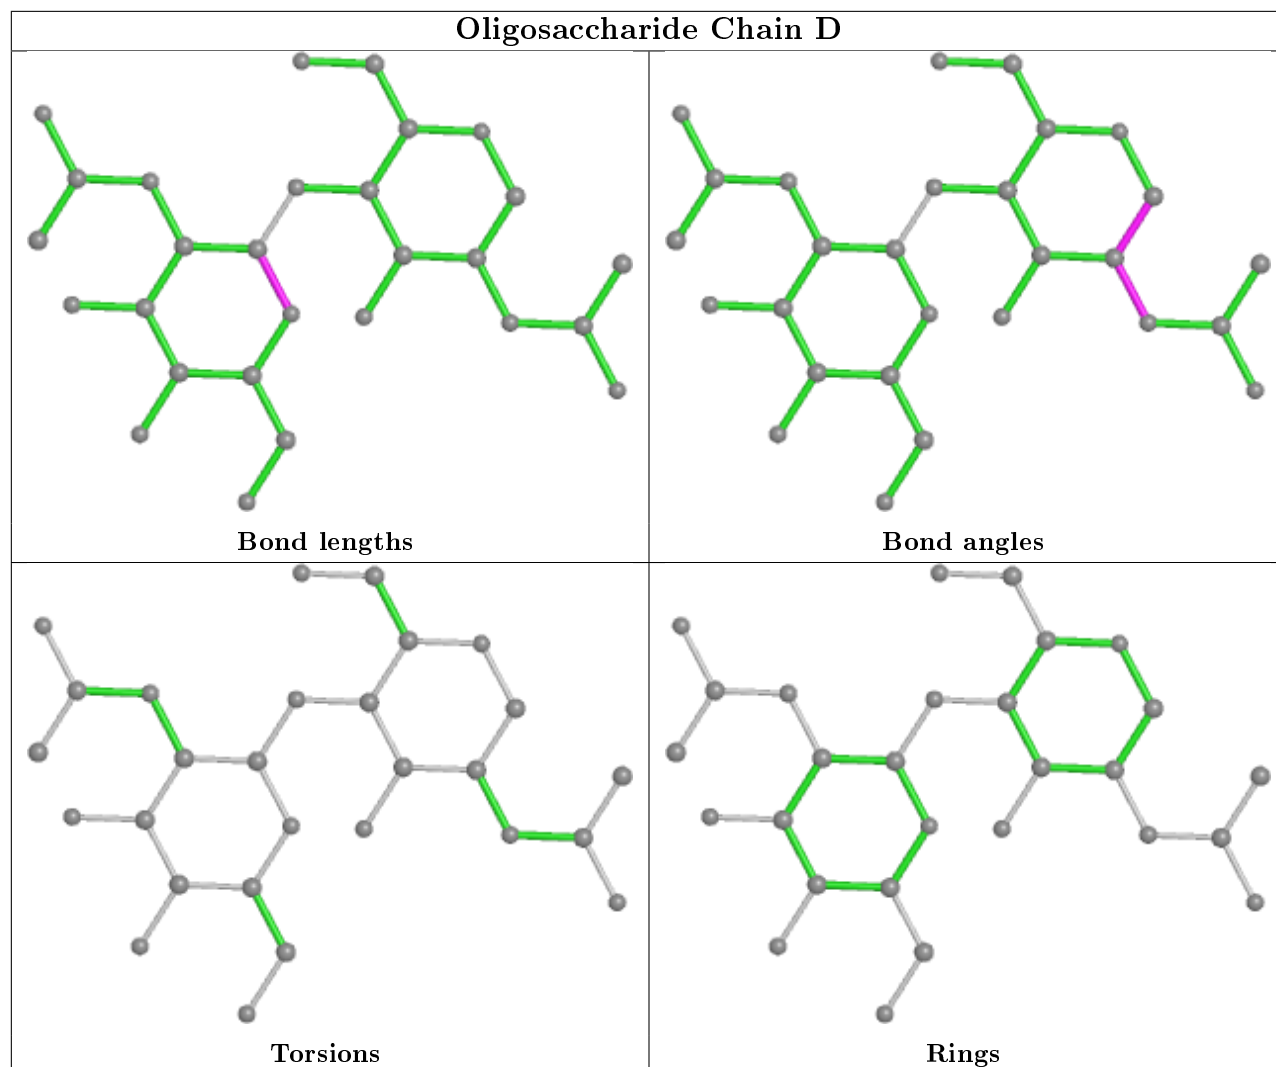 Oligosaccharide Chain D
Bond lengths
Bond angles
Torsions
Rings